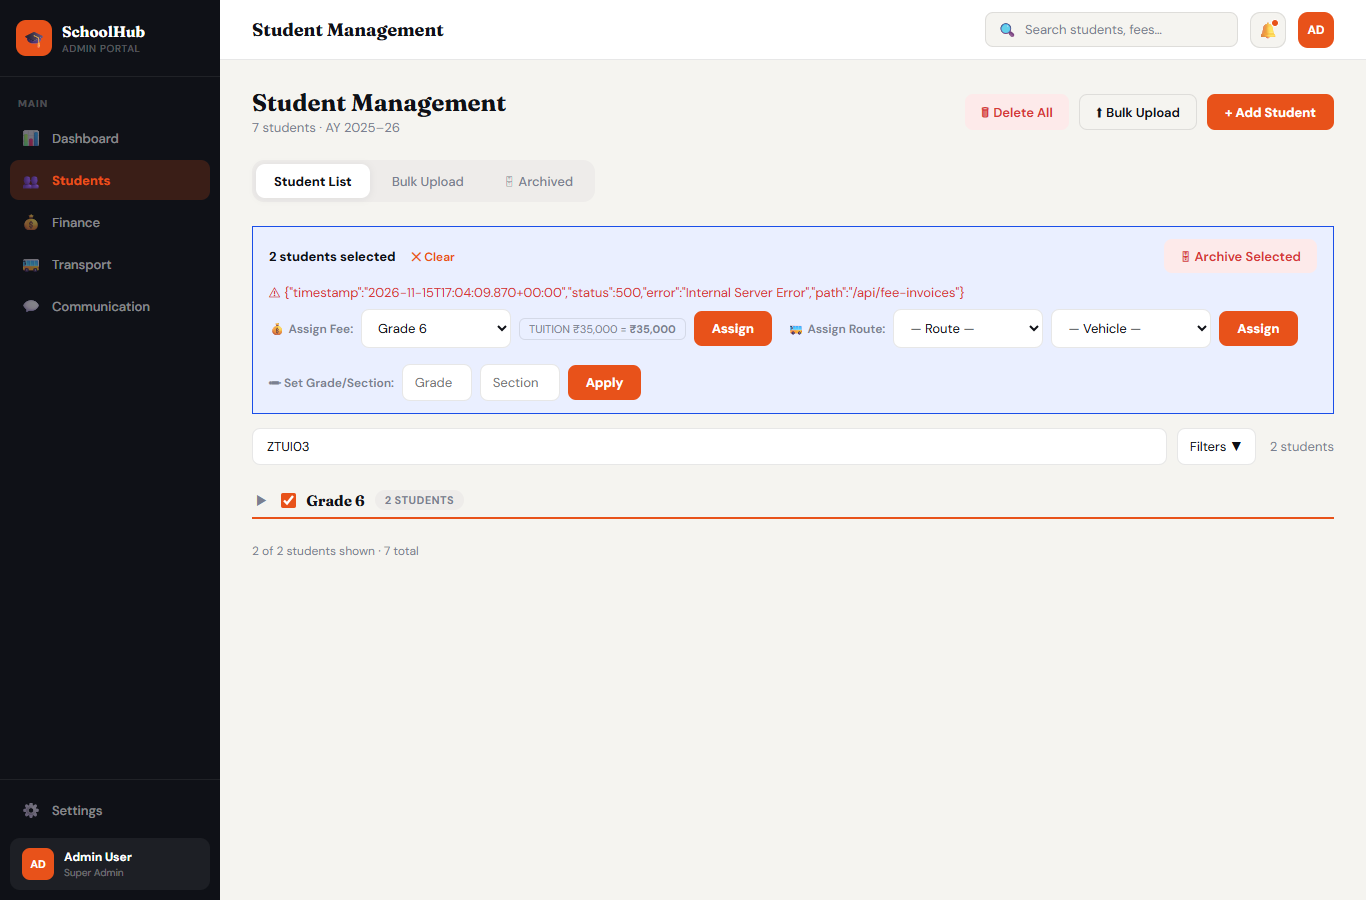 SchoolHub
ADMIN PORTAL
MAIN
Dashboard
Students
Finance
Transport
Communication
Settings
AD
Admin User
Super Admin
Student Management
Search students, fees…
AD
Student Management
7 students · AY 2025–26
Delete All
Bulk Upload
+ Add Student
Student List
Bulk Upload
Archived
2 students selected
✕ Clear
Archive Selected
⚠ {"timestamp":"2026-11-15T17:04:09.870+00:00","status":500,"error":"Internal Server Error","path":"/api/fee-invoices"}
Assign Fee:
Grade 6
TUITION ₹35,000 = ₹35,000
Assign
Assign Route:
— Route —
— Vehicle —
Assign
Set Grade/Section:
Grade
Section
Apply
ZTUI03
Filters ▼
2 students
▶ Grade 6
2 STUDENTS
2 of 2 students shown · 7 total